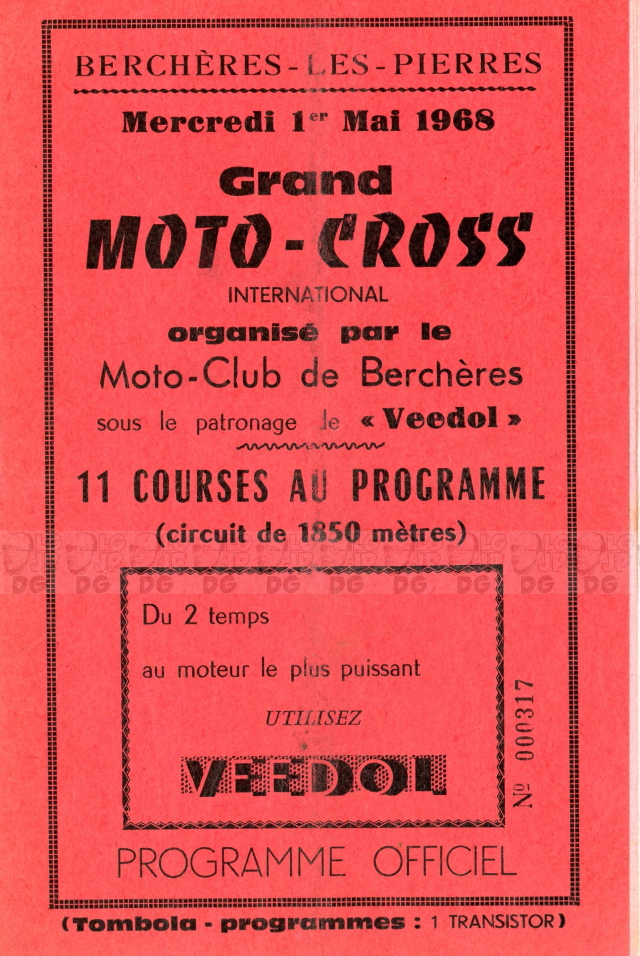 BERCHÈRES-LES-PIERRES
Mercredi 1er Mai 1968
Grand
MOTO-CROSS
INTERNATIONAL
organisé par le
Moto-Club de Berchères
sous le patronage de « Veedol »
11 COURSES AU PROGRAMME
(circuit de 1850 mètres)
Du 2 temps
au moteur le plus puissant
UTILISEZ
VEEDOL
Nº 000317
PROGRAMME OFFICIEL
(Tombola - programmes : 1 TRANSISTOR)